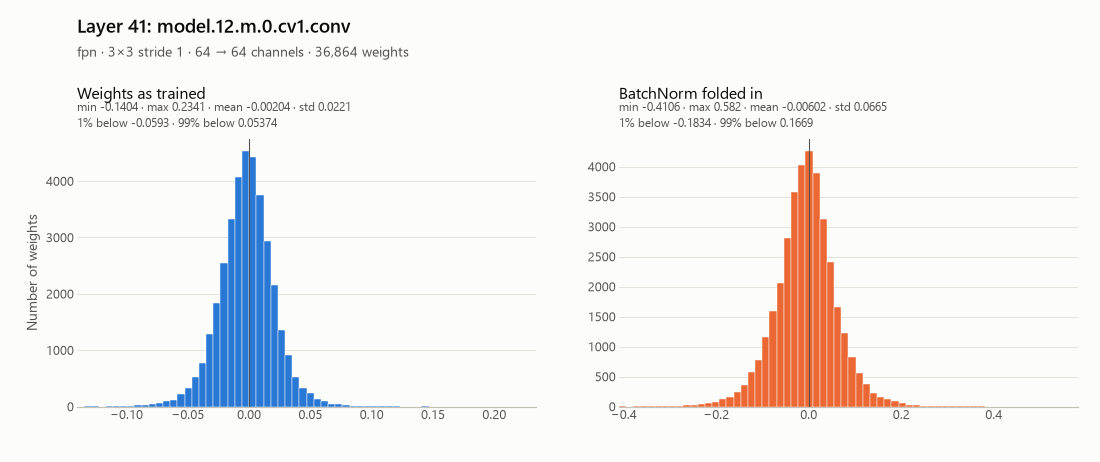 Layer 41: model.12.m.0.cv1.conv
fpn · 3×3 stride 1 · 64 → 64 channels · 36,864 weights
Weights as trained
min -0.1404 · max 0.2341 · mean -0.00204 · std 0.0221
1% below -0.0593 · 99% below 0.05374
Number of weights
4000
3000
2000
1000
0
−0.10
−0.05
0.00
0.05
0.10
0.15
0.20
BatchNorm folded in
min -0.4106 · max 0.582 · mean -0.00602 · std 0.0665
1% below -0.1834 · 99% below 0.1669
4000
3500
3000
2500
2000
1500
1000
500
0
−0.4
−0.2
0.0
0.2
0.4